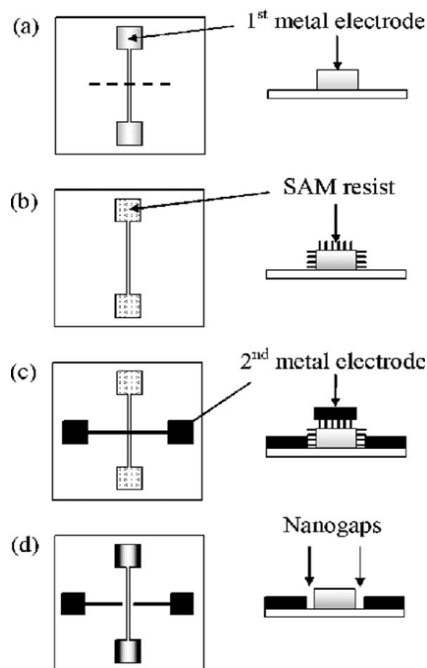 (a)
1st metal electrode
(b)
SAM resist
(c)
2nd metal electrode
(d)
Nanogaps